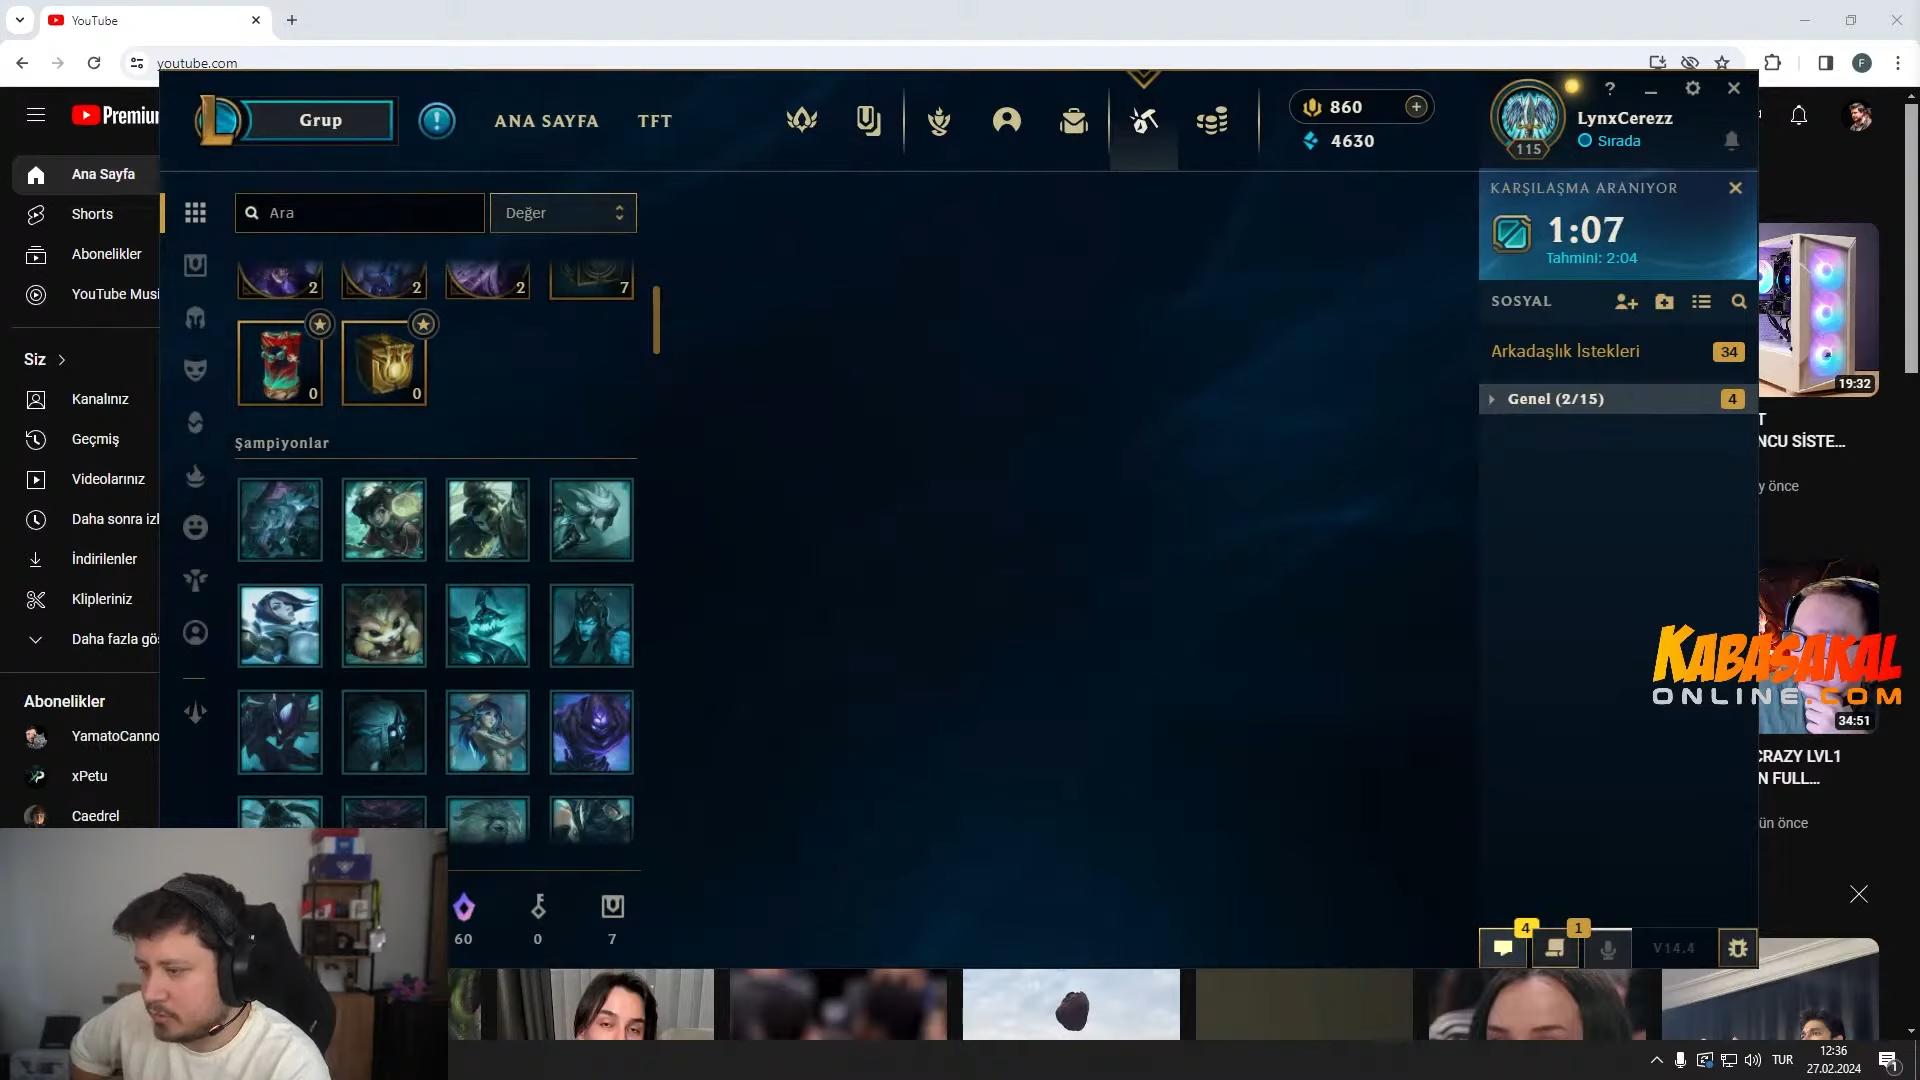 YouTube
youtube.com
Premium
Ana Sayfa
Shorts
Abonelikler
YouTube Musi
Siz
Kanalınız
Geçmiş
Videolarınız
Daha sonra izl
İndirilenler
Klipleriniz
Daha fazla gös
Abonelikler
YamatoCanno
xPetu
Caedrel
Grup
ANA SAYFA
TFT
860
4630
115
LynxCerezz
Sırada
KARŞILAŞMA ARANIYOR
1:07
Tahmini: 2:04
SOSYAL
Arkadaşlık İstekleri
34
Genel (2/15)
4
Ara
Değer
2
2
2
7
0
0
Şampiyonlar
60
0
7
4
1
V14.4
19:32
T
NCU SİSTE...
y önce
KABASAKAL
ONLINE.COM
34:51
CRAZY LVL1
N FULL...
ün önce
TUR
12:36
27.02.2024
1
F